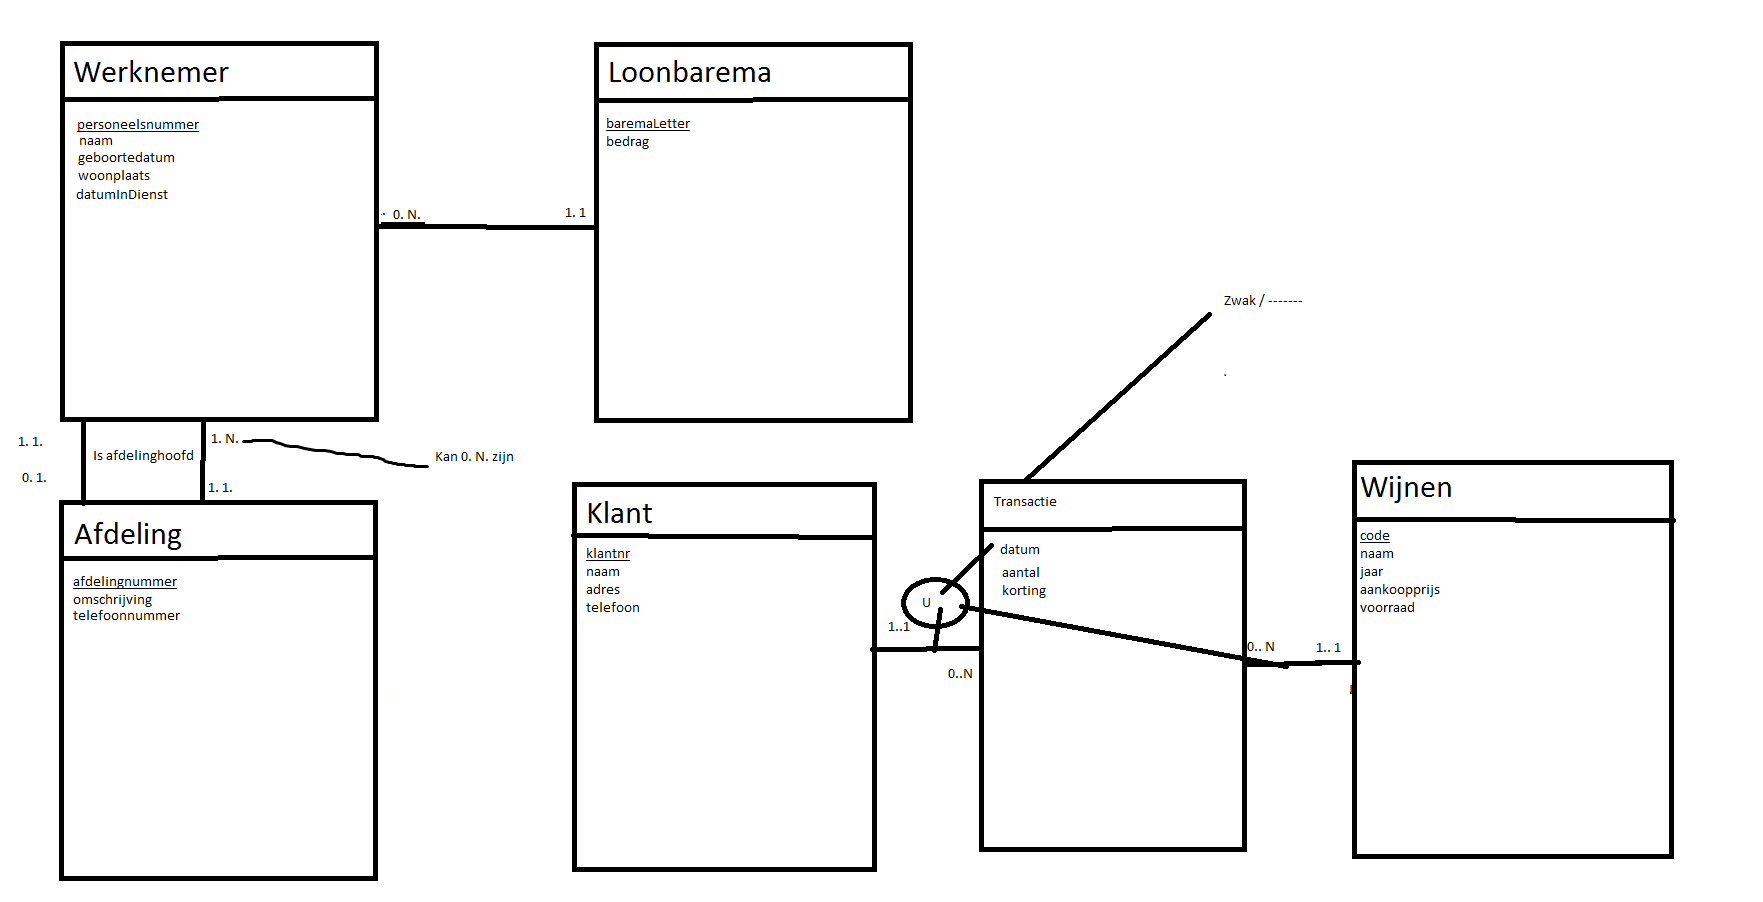 Werknemer
personeelsnummer
naam
geboortedatum
woonplaats
datumInDienst
0. N.
1. 1
Loonbarema
baremaLetter
bedrag
1. 1.
0. 1.
Is afdelinghoofd
1. N.
1. 1.
Kan 0. N. zijn
Afdeling
afdelingnummer
omschrijving
telefoonnummer
Klant
klantnr
naam
adres
telefoon
1..1
0..N
U
Zwak / -------
Transactie
datum
aantal
korting
0.. N
1.. 1
Wijnen
code
naam
jaar
aankoopprijs
voorraad